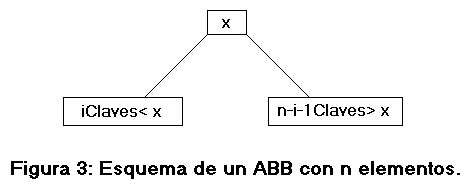 x
iClaves< x
n-i-1Claves> x
Figura 3: Esquema de un ABB con n elementos.